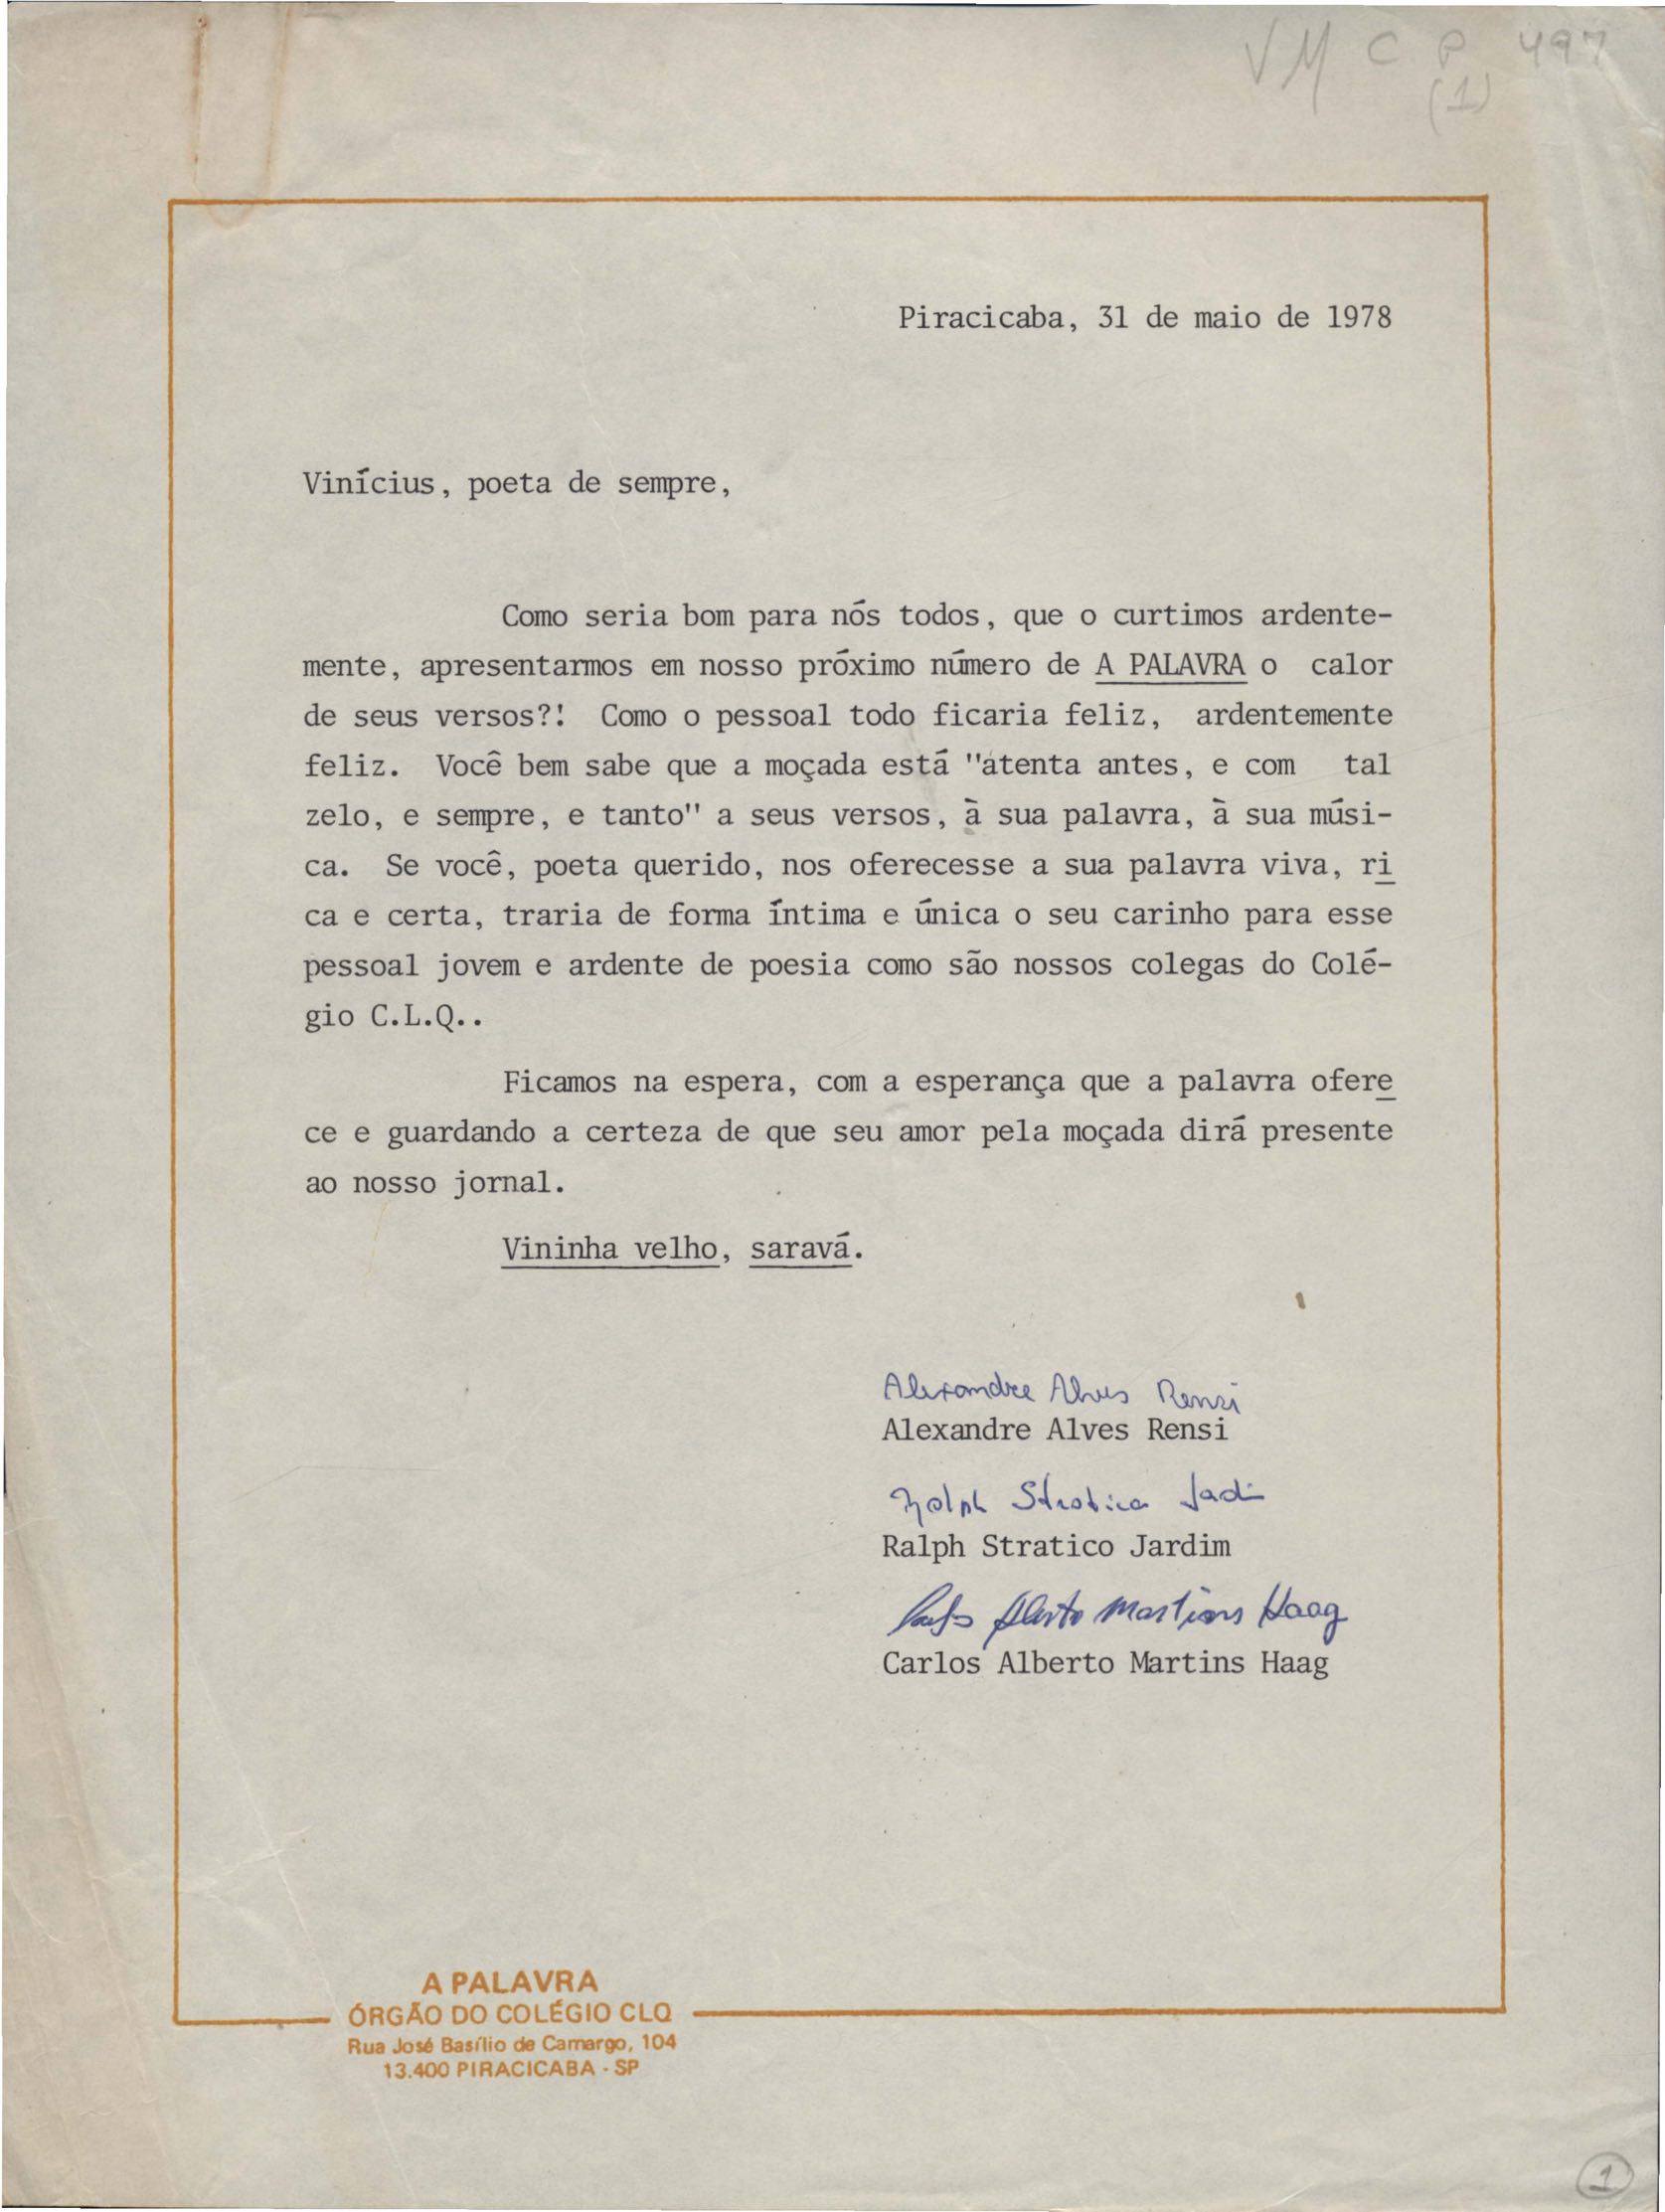 VM CP 497
(1)
Piracicaba, 31 de maio de 1978
Vinícius, poeta de sempre,
Como seria bom para nós todos, que o curtimos ardente-
mente, apresentarmos em nosso próximo número de A PALAVRA o calor
de seus versos?! Como o pessoal todo ficaria feliz, ardentemente
feliz. Você bem sabe que a moçada está "atenta antes, e com tal
zelo, e sempre, e tanto" a seus versos, à sua palavra, à sua músi-
ca. Se você, poeta querido, nos oferecesse a sua palavra viva, ri
ca e certa, traria de forma íntima e única o seu carinho para esse
pessoal jovem e ardente de poesia como são nossos colegas do Colé-
gio C.L.Q..
Ficamos na espera, com a esperança que a palavra ofere
ce e guardando a certeza de que seu amor pela moçada dirá presente
ao nosso jornal.
Vininha velho, saravá.
Alexandre Alves Rensi
Alexandre Alves Rensi
Ralph Stratico Jardim
Ralph Stratico Jardim
Carlos Alberto Martins Haag
Carlos Alberto Martins Haag
A PALAVRA
ÓRGÃO DO COLÉGIO CLQ
Rua José Basílio de Camargo, 104
13.400 PIRACICABA - SP
1